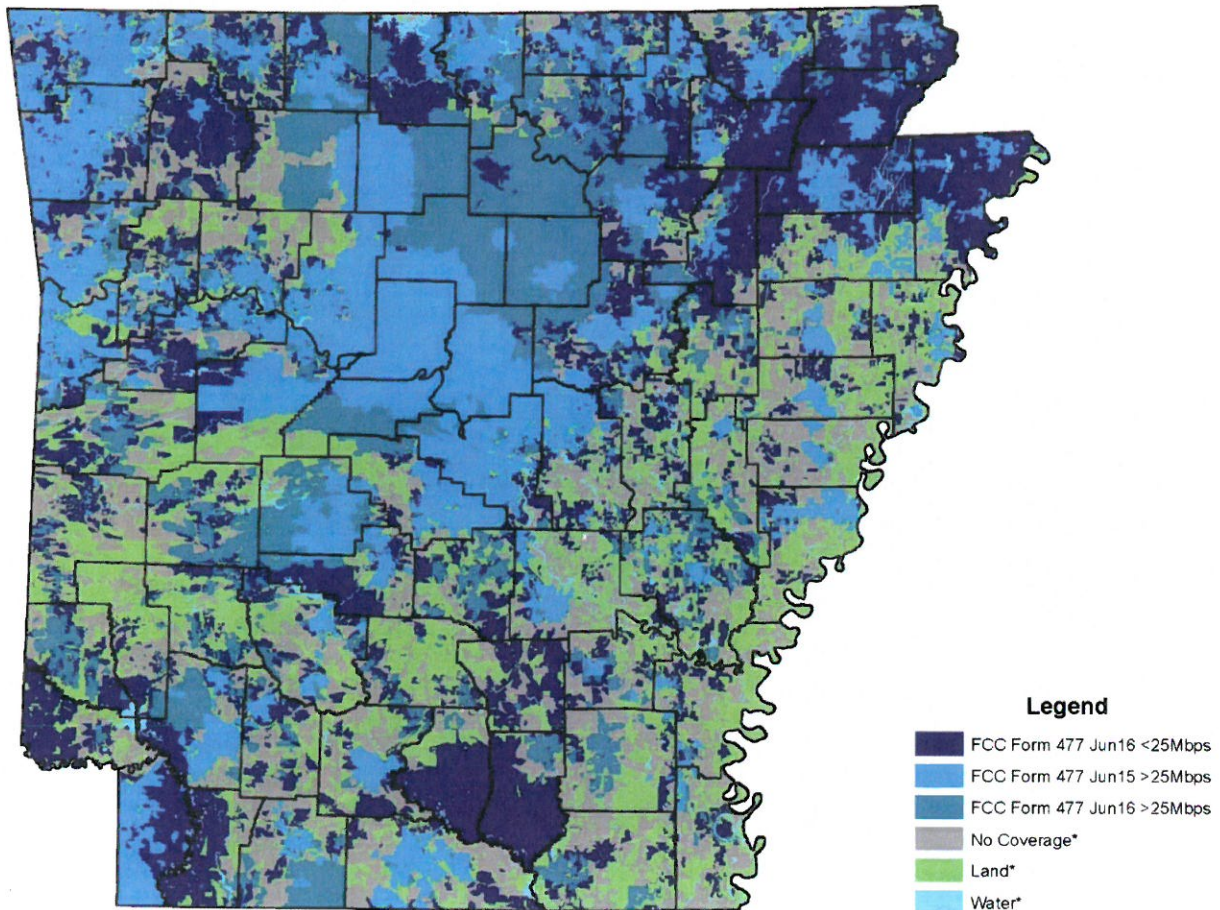 Legend
FCC Form 477 Jun16 <25Mbps
FCC Form 477 Jun15 >25Mbps
FCC Form 477 Jun16 >25Mbps
No Coverage*
Land*
Water*